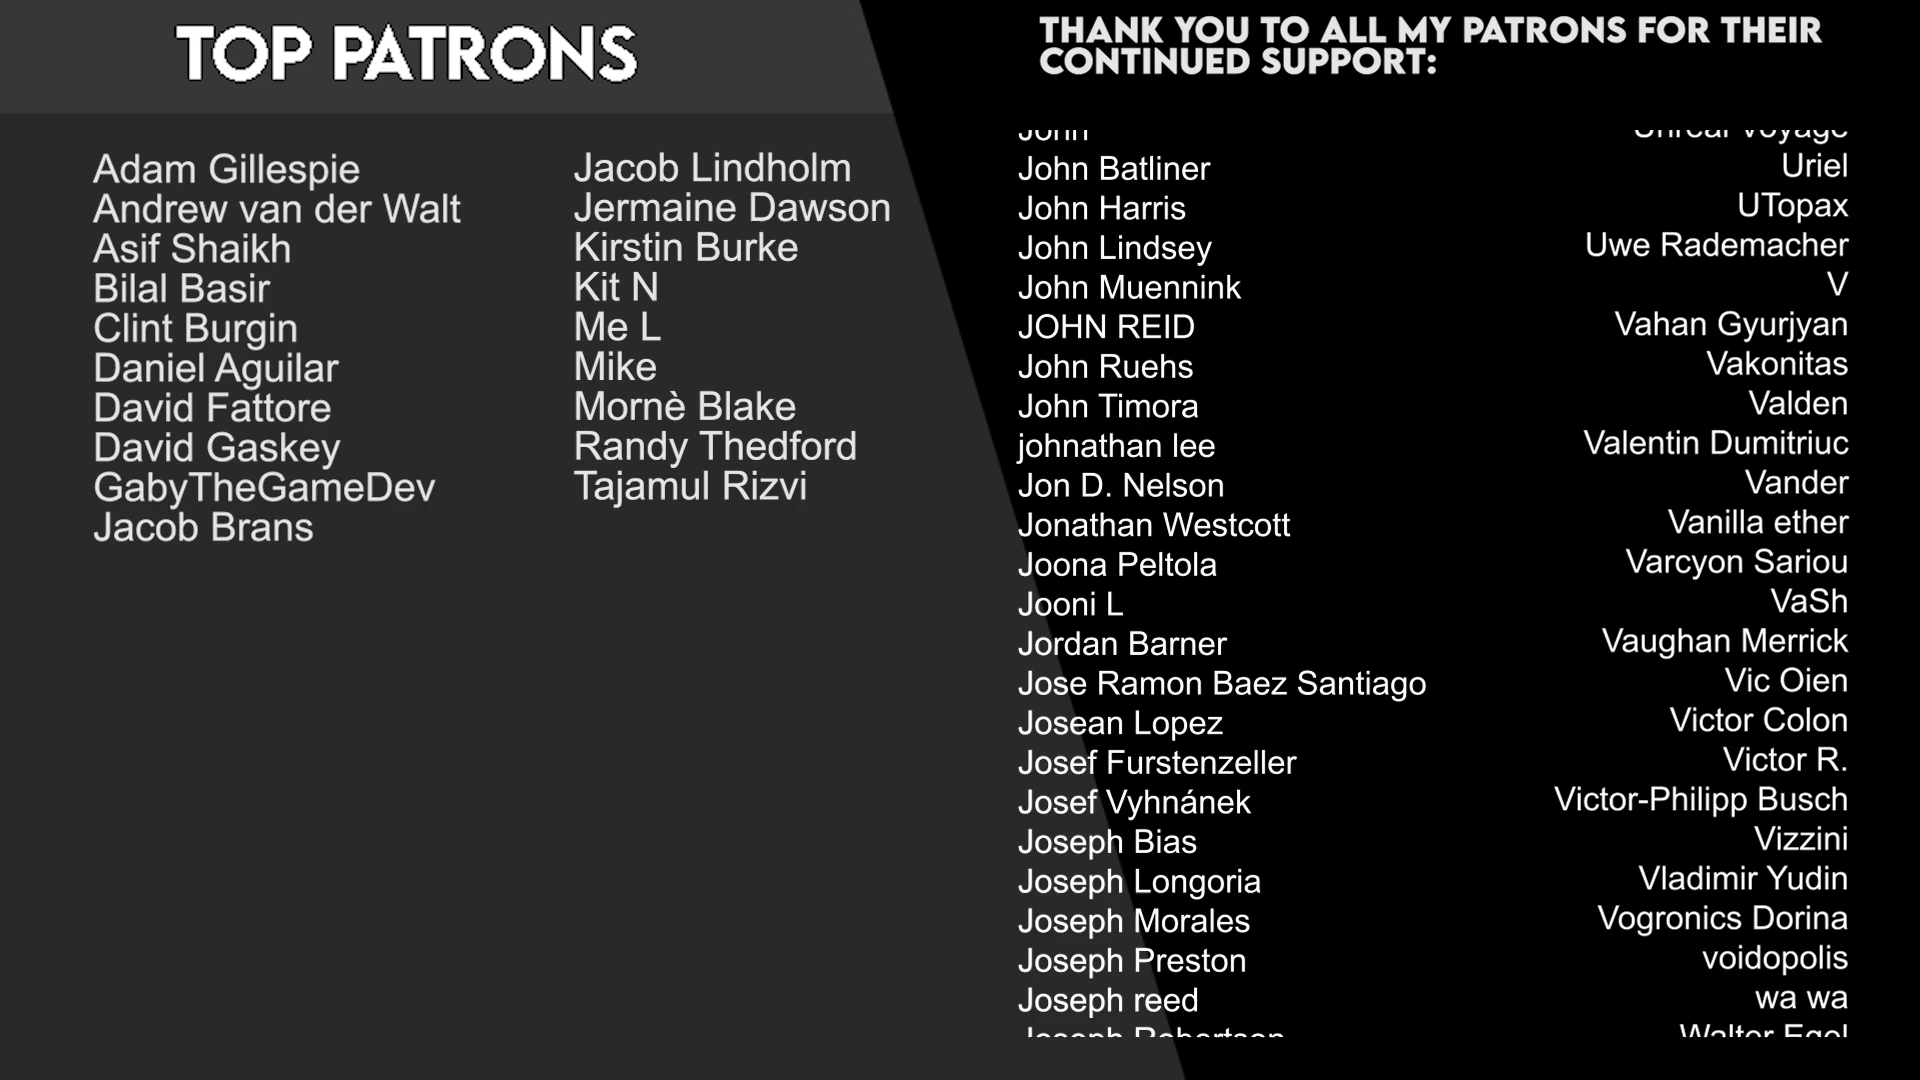 TOP PATRONS
Adam Gillespie
Andrew van der Walt
Asif Shaikh
Bilal Basir
Clint Burgin
Daniel Aguilar
David Fattore
David Gaskey
GabyTheGameDev
Jacob Brans
Jacob Lindholm
Jermaine Dawson
Kirstin Burke
Kit N
Me L
Mike
Mornè Blake
Randy Thedford
Tajamul Rizvi
THANK YOU TO ALL MY PATRONS FOR THEIR
CONTINUED SUPPORT:
John
John Batliner
John Harris
John Lindsey
John Muennink
JOHN REID
John Ruehs
John Timora
johnathan lee
Jon D. Nelson
Jonathan Westcott
Joona Peltola
Jooni L
Jordan Barner
Jose Ramon Baez Santiago
Josean Lopez
Josef Furstenzeller
Josef Vyhnánek
Joseph Bias
Joseph Longoria
Joseph Morales
Joseph Preston
Joseph reed
Joseph Robertson
Unreal Voyage
Uriel
UTopax
Uwe Rademacher
V
Vahan Gyurjyan
Vakonitas
Valden
Valentin Dumitriuc
Vander
Vanilla ether
Varcyon Sariou
VaSh
Vaughan Merrick
Vic Oien
Victor Colon
Victor R.
Victor-Philipp Busch
Vizzini
Vladimir Yudin
Vogronics Dorina
voidopolis
wa wa
Walter